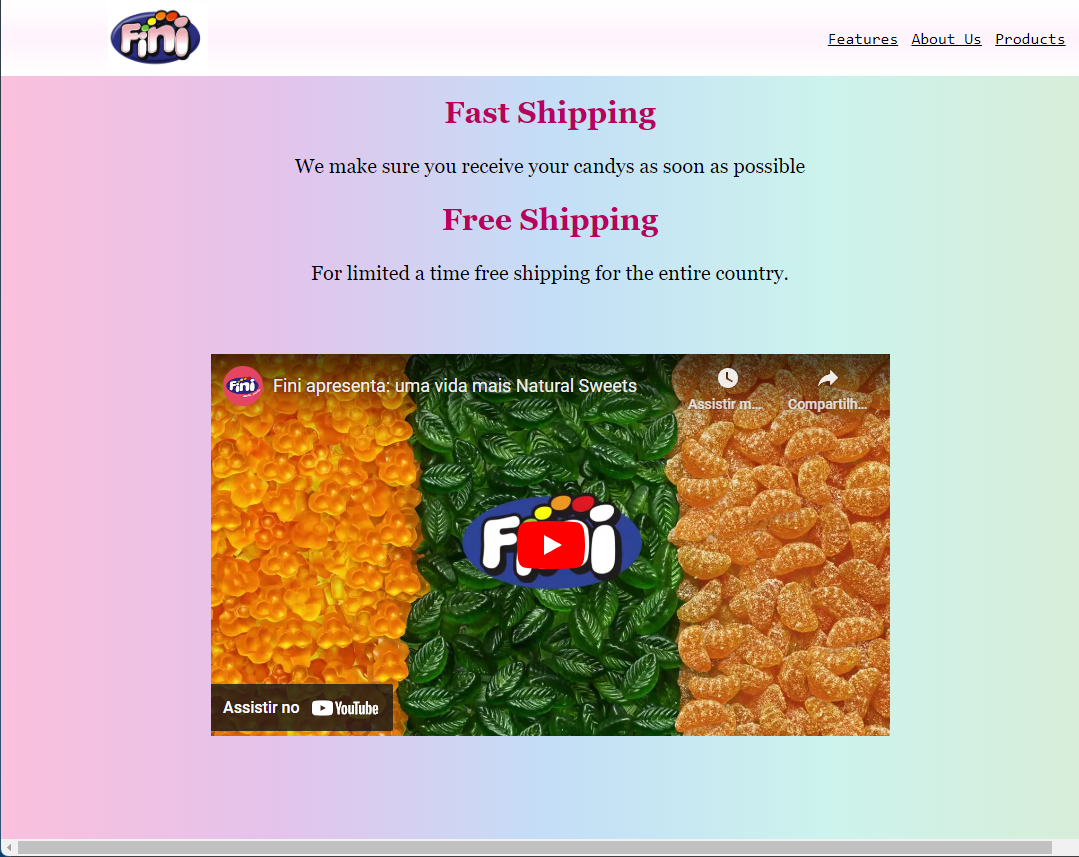 Fini
Features About Us Products
Fast Shipping
We make sure you receive your candys as soon as possible
Free Shipping
For limited a time free shipping for the entire country.
Fini
Fini apresenta: uma vida mais Natural Sweets
Assistir m...
Compartilh...
Fini
Assistir no YouTube